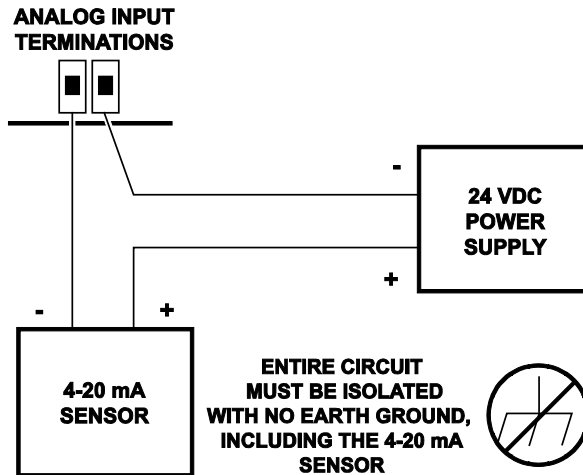 ANALOG INPUT
TERMINATIONS
-
24 VDC
POWER
SUPPLY
+
-
+
4-20 mA
SENSOR
ENTIRE CIRCUIT
MUST BE ISOLATED
WITH NO EARTH GROUND,
INCLUDING THE 4-20 mA
SENSOR